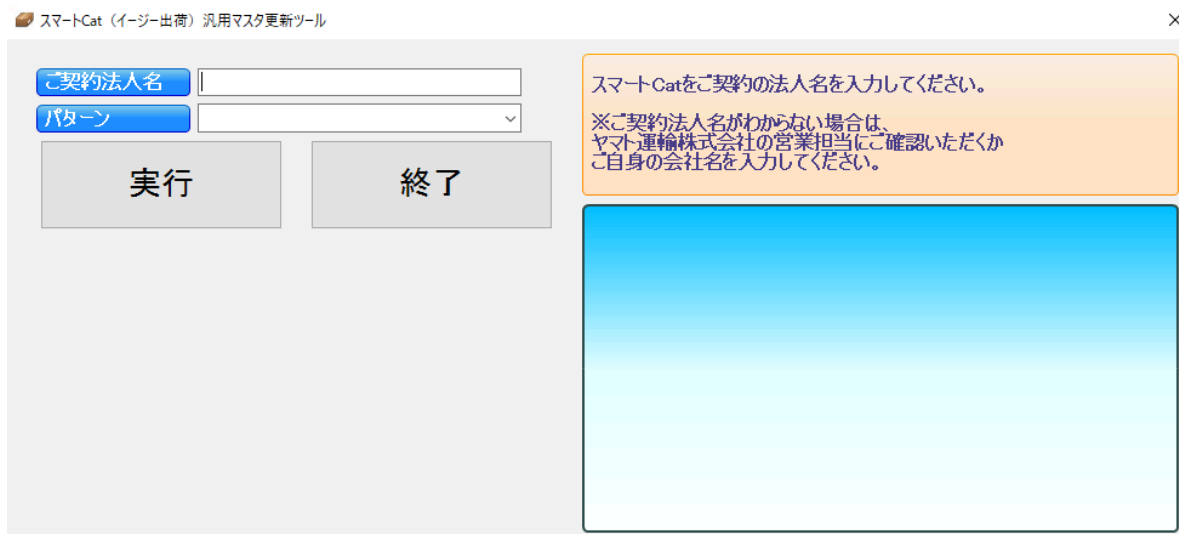 スマートCat（イージー出荷）汎用マスタ更新ツール
ご契約法人名
パターン
実行
終了
スマートCatをご契約の法人名を入力してください。
※ご契約法人名がわからない場合は、
ヤマト運輸株式会社の営業担当にご確認いただくか
ご自身の会社名を入力してください。